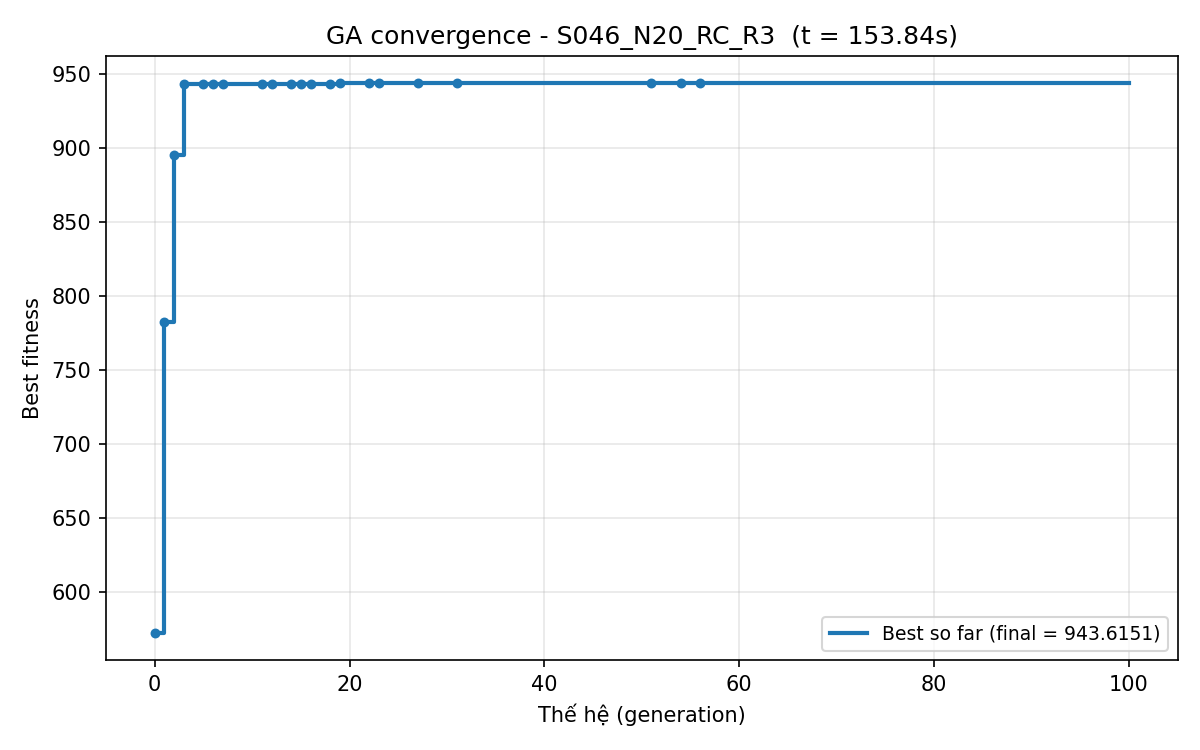 GA convergence - S046_N20_RC_R3  (t = 153.84s)
Best fitness
950
900
850
800
750
700
650
600
Best so far (final = 943.6151)
0 20 40 60 80 100
Thế hệ (generation)